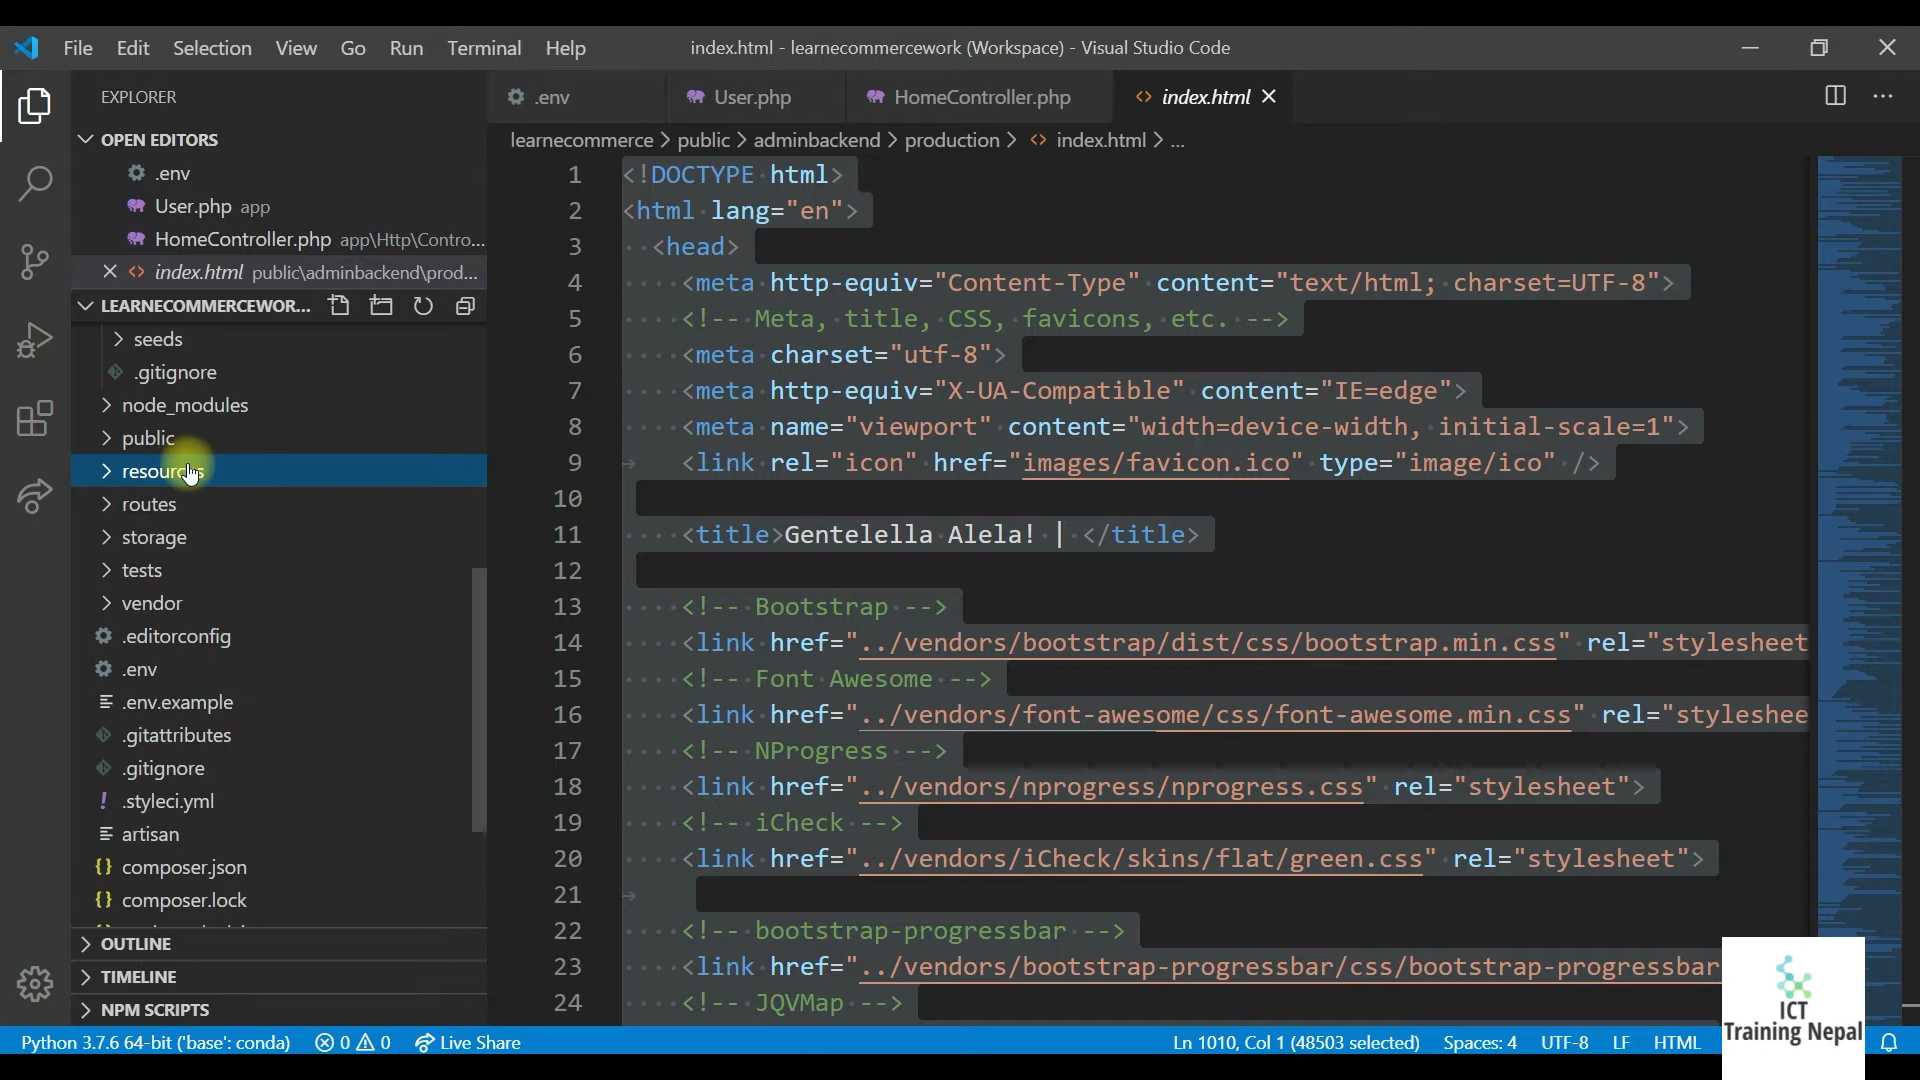 File Edit Selection View Go Run Terminal Help
index.html - learnecommercework (Workspace) - Visual Studio Code
EXPLORER
OPEN EDITORS
.env
User.php app
HomeController.php app\Http\Contro...
index.html public\adminbackend\prod...
LEARNECOMMERCEWOR...
seeds
.gitignore
node_modules
public
resources
routes
storage
tests
vendor
.editorconfig
.env
.env.example
.gitattributes
.gitignore
.styleci.yml
artisan
composer.json
composer.lock
OUTLINE
TIMELINE
NPM SCRIPTS
.env User.php HomeController.php index.html
learnecommerce > public > adminbackend > production > index.html > ...
1 <!DOCTYPE html>
2 <html lang="en">
3 <head>
4 <meta http-equiv="Content-Type" content="text/html; charset=UTF-8">
5 <!-- Meta, title, CSS, favicons, etc. -->
6 <meta charset="utf-8">
7 <meta http-equiv="X-UA-Compatible" content="IE=edge">
8 <meta name="viewport" content="width=device-width, initial-scale=1">
9 <link rel="icon" href="images/favicon.ico" type="image/ico" />
10
11 <title>Gentelella Alela! | </title>
12
13 <!-- Bootstrap -->
14 <link href="../vendors/bootstrap/dist/css/bootstrap.min.css" rel="stylesheet
15 <!-- Font Awesome -->
16 <link href="../vendors/font-awesome/css/font-awesome.min.css" rel="styleshee
17 <!-- NProgress -->
18 <link href="../vendors/nprogress/nprogress.css" rel="stylesheet">
19 <!-- iCheck -->
20 <link href="../vendors/iCheck/skins/flat/green.css" rel="stylesheet">
21
22 <!-- bootstrap-progressbar -->
23 <link href="../vendors/bootstrap-progressbar/css/bootstrap-progressbar
24 <!-- JQVMap -->
ICT
Training Nepal
Python 3.7.6 64-bit ('base': conda) 0 0 Live Share
Ln 1010, Col 1 (48503 selected) Spaces: 4 UTF-8 LF HTML